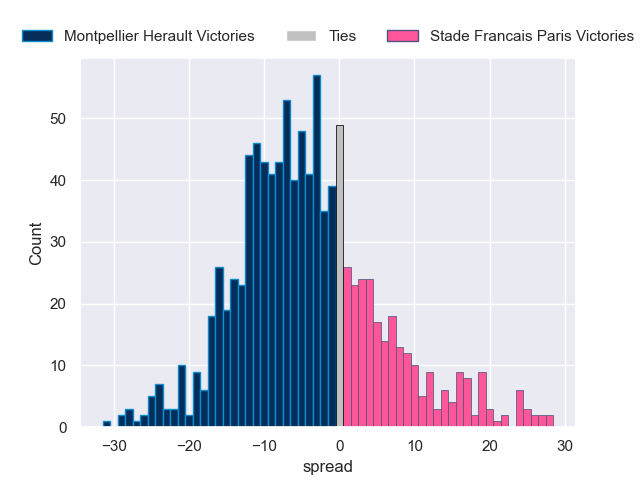 Montpellier Herault Victories Ties Stade Francais Paris Victories
Count
50
40
30
20
10
0
−30 −20 −10 0 10 20 30
spread